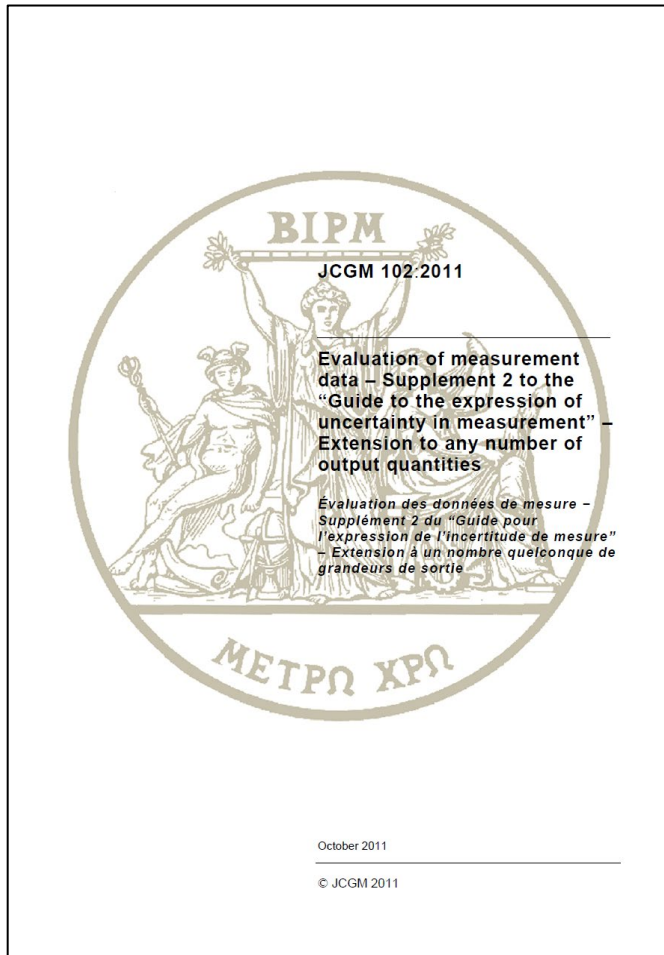 BIPM
JCGM 102:2011
Evaluation of measurement
data – Supplement 2 to the
“Guide to the expression of
uncertainty in measurement” –
Extension to any number of
output quantities
Évaluation des données de mesure –
Supplément 2 du “Guide pour
l’expression de l’incertitude de mesure”
– Extension à un nombre quelconque de
grandeurs de sortie
ΜΕΤΡΩ ΧΡΩ
October 2011
© JCGM 2011